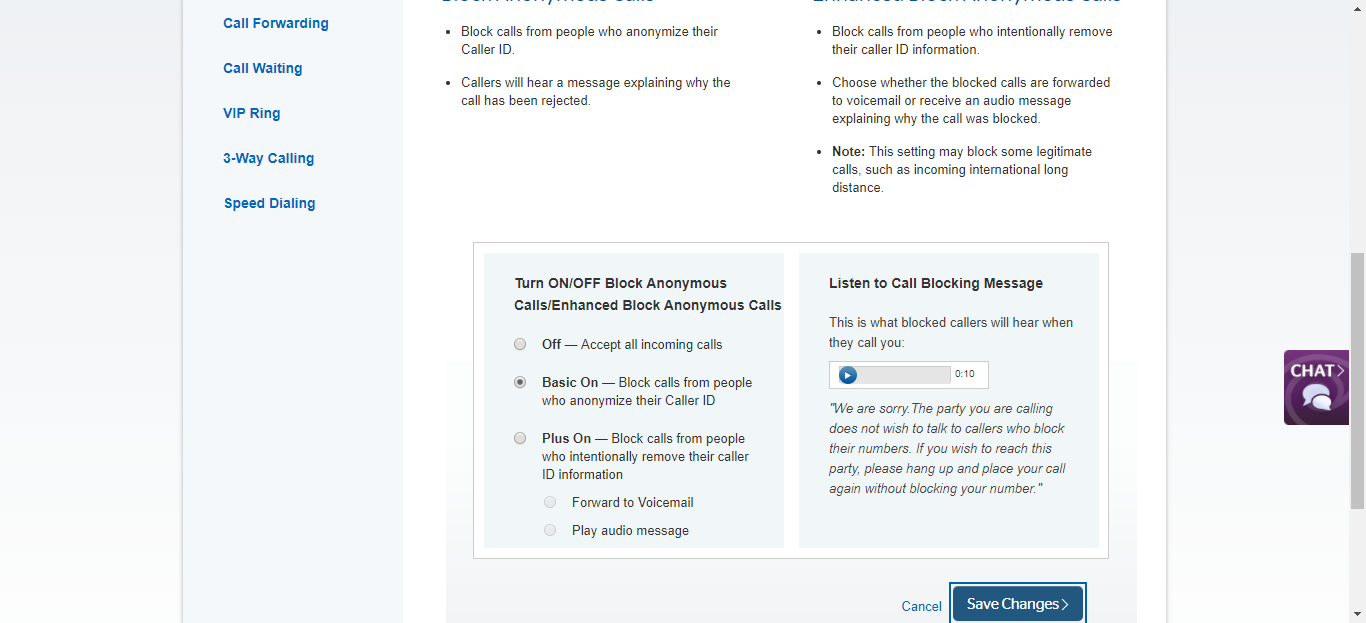 Block Anonymous Calls
Enhanced Block Anonymous Calls
Call Forwarding
Call Waiting
VIP Ring
3-Way Calling
Speed Dialing
• Block calls from people who anonymize their
Caller ID.
• Callers will hear a message explaining why the
call has been rejected.
• Block calls from people who intentionally remove
their caller ID information.
• Choose whether the blocked calls are forwarded
to voicemail or receive an audio message
explaining why the call was blocked.
• Note: This setting may block some legitimate
calls, such as incoming international long
distance.
Turn ON/OFF Block Anonymous
Calls/Enhanced Block Anonymous Calls
Off — Accept all incoming calls
Basic On — Block calls from people
who anonymize their Caller ID
Plus On — Block calls from people
who intentionally remove their caller
ID information
Forward to Voicemail
Play audio message
Listen to Call Blocking Message
This is what blocked callers will hear when
they call you:
0:10
"We are sorry.The party you are calling
does not wish to talk to callers who block
their numbers. If you wish to reach this
party, please hang up and place your call
again without blocking your number."
CHAT>
Cancel
Save Changes>